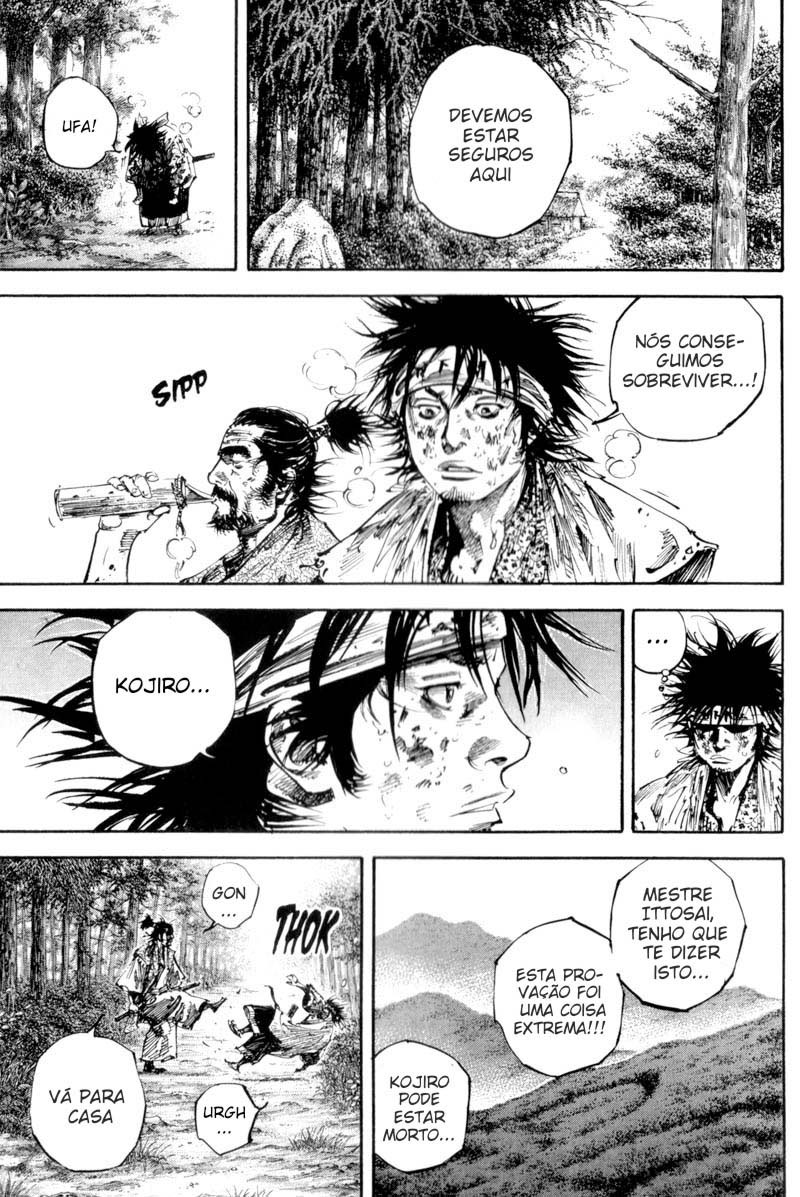 DEVEMOS
ESTAR
SEGUROS
AQUI
UFA!
NÓS CONSE-
GUIMOS
SOBREVIVER...!
SIPP
...
KOJIRO...
MESTRE
ITTOSAI,
TENHO QUE
TE DIZER
ISTO...
ESTA PRO-
VAÇÃO FOI
UMA COISA
EXTREMA!!!
KOJIRO
PODE
ESTAR
MORTO...
GON
...
THOK
URGH
...
VÁ PARA
CASA